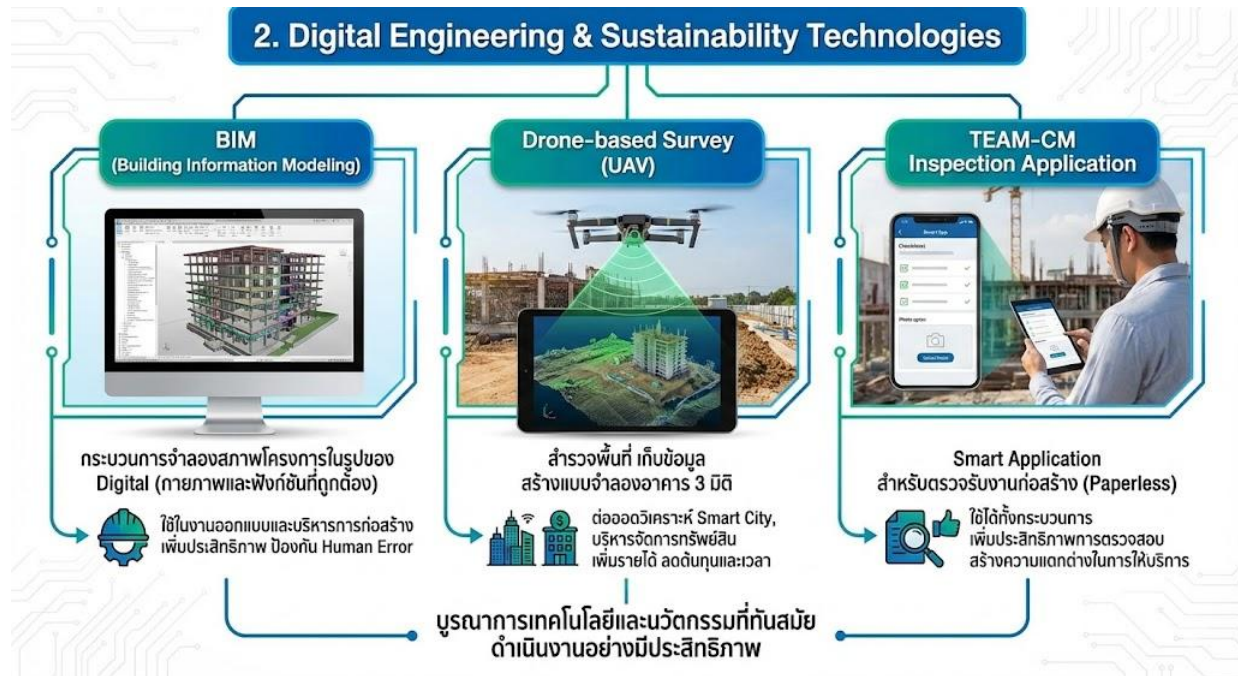 2. Digital Engineering & Sustainability Technologies
BIM
(Building Information Modeling)
กระบวนการจำลองสภาพโครงการในรูปของ
Digital (กายภาพและฟังก์ชันที่ถูกต้อง)
ใช้ในงานออกแบบและบริหารการก่อสร้าง
เพิ่มประสิทธิภาพ ป้องกัน Human Error
Drone-based Survey
(UAV)
สำรวจพื้นที่ เก็บข้อมูล
สร้างแบบจำลองอาคาร 3 มิติ
ต่อยอดวิเคราะห์ Smart City,
บริหารจัดการทรัพย์สิน
เพิ่มรายได้ ลดต้นทุนและเวลา
TEAM-CM
Inspection Application
Smart App
Smart Application
สำหรับตรวจรับงานก่อสร้าง (Paperless)
ใช้ได้ทั้งกระบวนการ
เพิ่มประสิทธิภาพการตรวจสอบ
สร้างความแตกต่างในการให้บริการ
บูรณาการเทคโนโลยีและนวัตกรรมที่ทันสมัย
ดำเนินงานอย่างมีประสิทธิภาพ